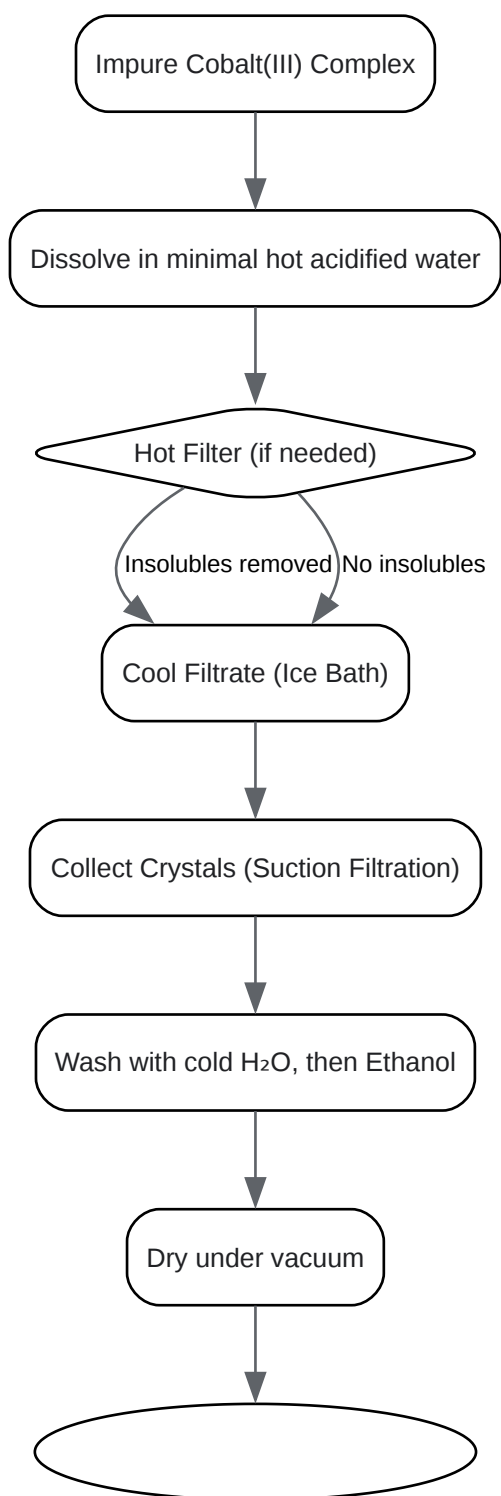 Impure Cobalt(III) Complex
Dissolve in minimal hot acidified water
Hot Filter (if needed)
Insolubles removed
No insolubles
Cool Filtrate (Ice Bath)
Collect Crystals (Suction Filtration)
Wash with cold H₂O, then Ethanol
Dry under vacuum